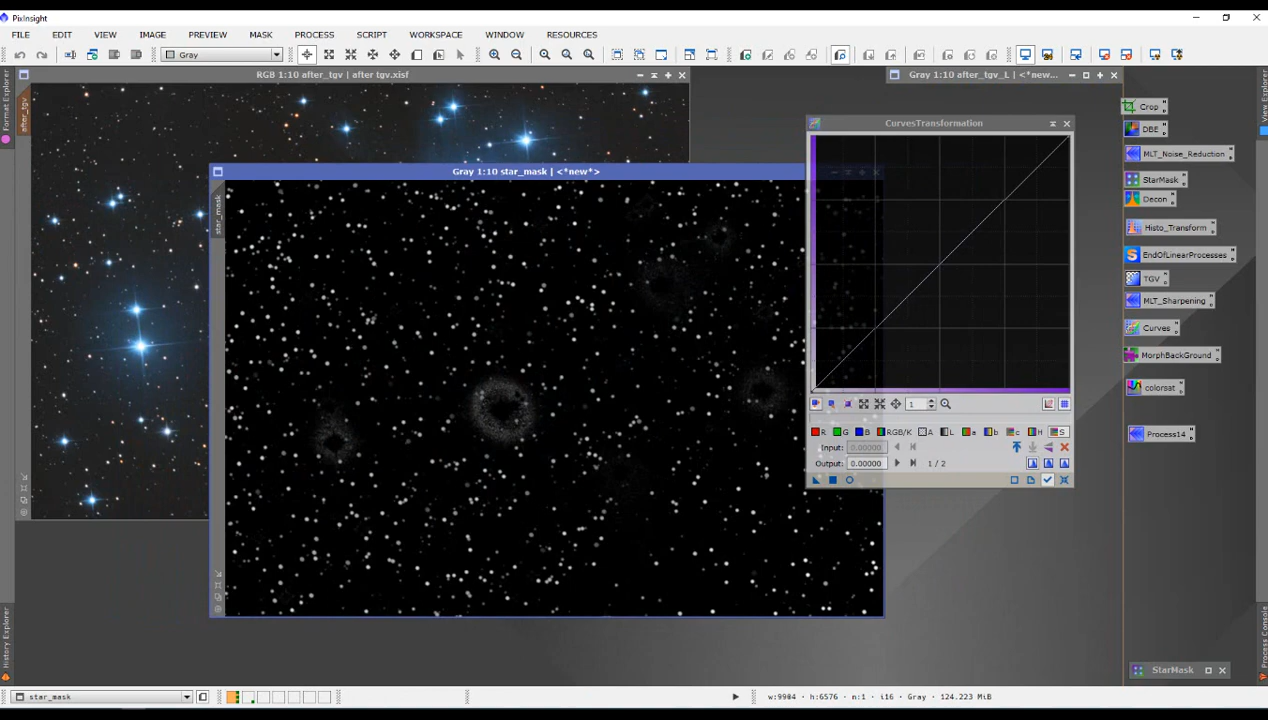 PixInsight
FILE EDIT VIEW IMAGE PREVIEW MASK PROCESS SCRIPT WORKSPACE WINDOW RESOURCES
Gray
RGB 1:10 after_tgv | after tgv.xisf
Gray 1:10 after_tgv_L | <*new...
Format Explorer
View Explorer
after_tgv
Crop
CurvesTransformation
DBE
MLT_Noise_Reduction
Gray 1:10 star_mask | <*new*>
StarMask
star_mask
Decon
Histo_Transform
EndOfLinearProcesses
TGV
MLT_Sharpening
Curves
MorphBackGround
colorsat
1
Process14
R G B RGB/K A L a b c H S
Input: 0.00000
Output: 0.00000 1 / 2
History Explorer
Process Console
StarMask
star_mask
w:9904 · h:6576 · n:1 · i16 · Gray · 124.223 MiB